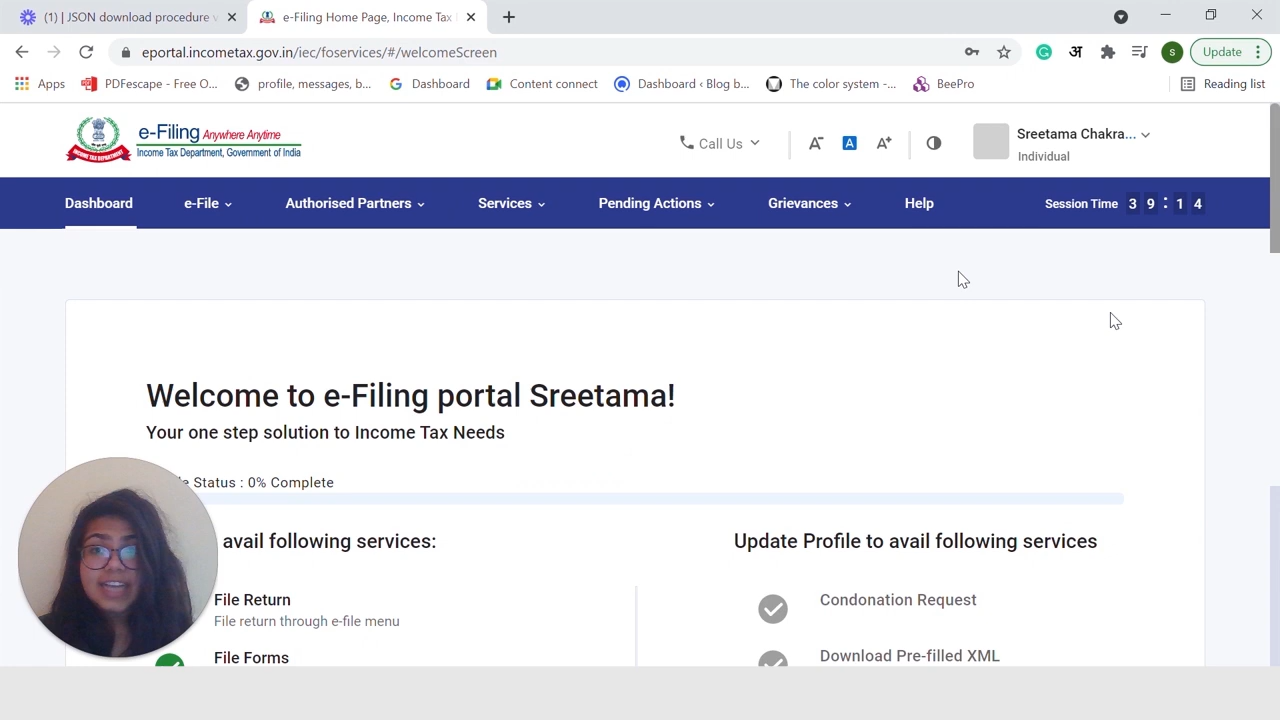 (1) | JSON download procedure v
e-Filing Home Page, Income Tax
eportal.incometax.gov.in/iec/foservices/#/welcomeScreen
अ
s
Update
Apps
PDFescape - Free O...
profile, messages, b...
Dashboard
Content connect
Dashboard ‹ Blog b...
The color system -...
BeePro
Reading list
e-Filing Anywhere Anytime
Income Tax Department, Government of India
INCOME TAX DEPARTMENT
Call Us
A-
A
A+
Sreetama Chakra...
Individual
Dashboard
e-File
Authorised Partners
Services
Pending Actions
Grievances
Help
Session Time 3 9 : 1 4
Welcome to e-Filing portal Sreetama!
Your one step solution to Income Tax Needs
Status : 0% Complete
avail following services:
Update Profile to avail following services
File Return
File return through e-file menu
File Forms
Condonation Request
Download Pre-filled XML